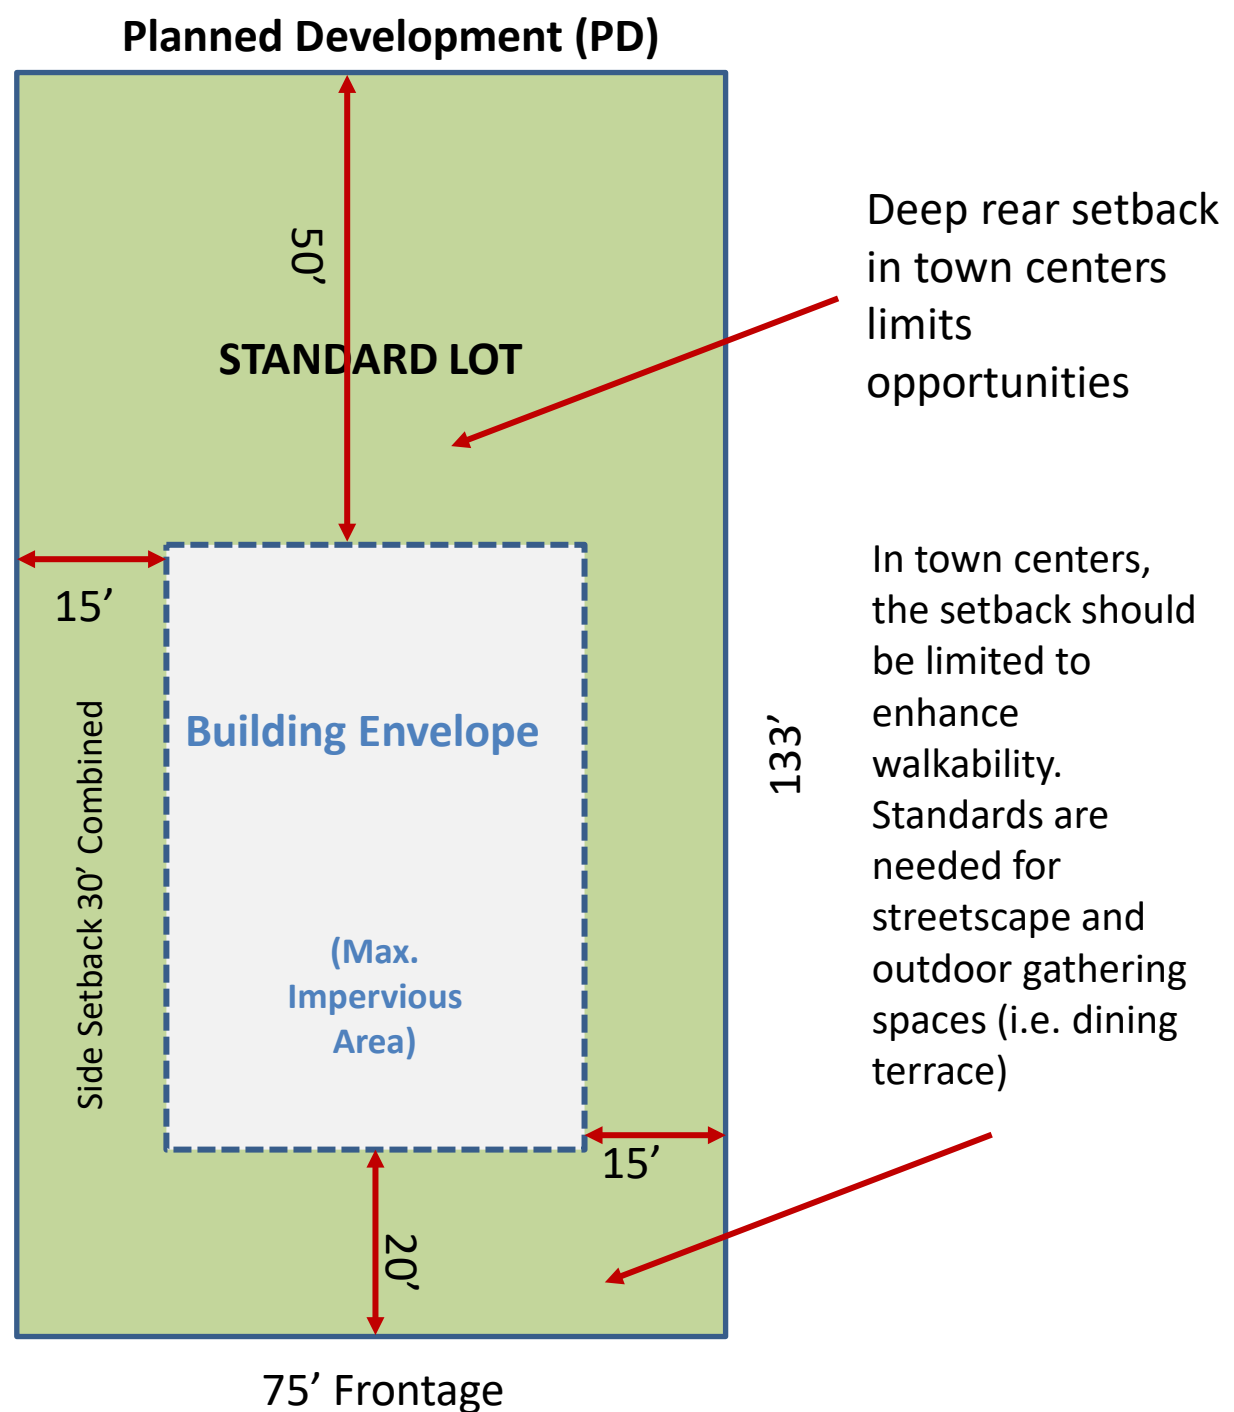 Planned Development (PD)
50’
STANDARD LOT
Deep rear setback
in town centers
limits
opportunities
15’
Side Setback 30’ Combined
Building Envelope
(Max.
Impervious
Area)
133’
In town centers,
the setback should
be limited to
enhance
walkability.
Standards are
needed for
streetscape and
outdoor gathering
spaces (i.e. dining
terrace)
15’
20’
75’ Frontage